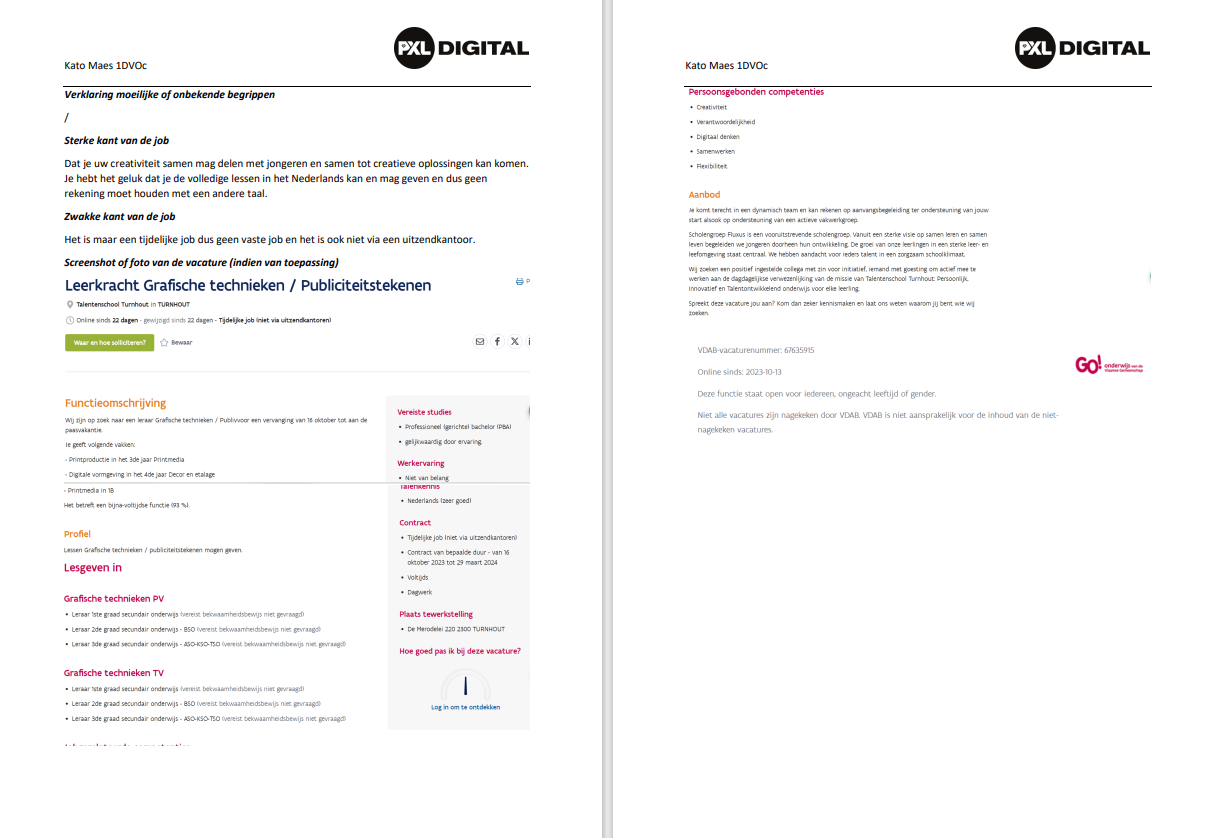 PXL DIGITAL
Kato Maes 1DVOc
Verklaring moeilijke of onbekende begrippen
/
Sterke kant van de job
Dat je uw creativiteit samen mag delen met jongeren en samen tot creatieve oplossingen kan komen.
Je hebt het geluk dat je de volledige lessen in het Nederlands kan en mag geven en dus geen
rekening moet houden met een andere taal.
Zwakke kant van de job
Het is maar een tijdelijke job dus geen vaste job en het is ook niet via een uitzendkantoor.
Screenshot of foto van de vacature (indien van toepassing)
Leerkracht Grafische technieken / Publiciteitstekenen
P
Talentenschool Turnhout in TURNHOUT
Online sinds 22 dagen - gewijzigd sinds 22 dagen - Tijdelijke job (niet via uitzendkantoren)
Waar en hoe solliciteren?
Bewaar
Functieomschrijving
Wij zijn op zoek naar een leraar Grafische technieken / Publivvoor een vervanging van 16 oktober tot aan de
paasvakantie.
Je geeft volgende vakken:
- Printproductie in het 3de jaar Printmedia
- Digitale vormgeving in het 4de jaar Decor en etalage
- Printmedia in 1B
Het betreft een bijna-voltijdse functie (93 %).
Profiel
Lessen Grafische technieken / publiciteitstekenen mogen geven.
Lesgeven in
Grafische technieken PV
• Leraar 1ste graad secundair onderwijs (vereist bekwaamheidsbewijs niet gevraagd)
• Leraar 2de graad secundair onderwijs - BSO (vereist bekwaamheidsbewijs niet gevraagd)
• Leraar 3de graad secundair onderwijs - ASO-KSO-TSO (vereist bekwaamheidsbewijs niet gevraagd)
Grafische technieken TV
• Leraar 1ste graad secundair onderwijs (vereist bekwaamheidsbewijs niet gevraagd)
• Leraar 2de graad secundair onderwijs - BSO (vereist bekwaamheidsbewijs niet gevraagd)
• Leraar 3de graad secundair onderwijs - ASO-KSO-TSO (vereist bekwaamheidsbewijs niet gevraagd)
Vereiste studies
• Professioneel (gericht) bachelor (PBA)
• gelijkwaardig door ervaring.
Werkervaring
• Niet van belang
Talenkennis
• Nederlands (zeer goed)
Contract
• Tijdelijke job (niet via uitzendkantoren)
• Contract van bepaalde duur - van 16
oktober 2023 tot 29 maart 2024
• Voltijds
• Dagwerk
Plaats tewerkstelling
• De Merodelei 220 2300 TURNHOUT
Hoe goed pas ik bij deze vacature?
Log in om te ontdekken
PXL DIGITAL
Kato Maes 1DVOc
Persoonsgebonden competenties
• Creativiteit
• Verantwoordelijkheid
• Digitaal denken
• Samenwerken
• Flexibiliteit
Aanbod
Je komt terecht in een dynamisch team en kan rekenen op aanvangsbegeleiding ter ondersteuning van jouw
start alsook op ondersteuning van een actieve vakwerkgroep.
Scholengroep Fluxus is een vooruitstrevende scholengroep. Vanuit een sterke visie op samen leren en samen
leven begeleiden we jongeren doorheen hun ontwikkeling. De groei van onze leerlingen in een sterke leer- en
leefomgeving staat centraal. We hebben aandacht voor ieders talent in een zorgzaam schoolklimaat.
Wij zoeken een positief ingestelde collega met zin voor initiatief, iemand met goesting om actief mee te
werken aan de dagdagelijkse verwezenlijking van de missie van Talentenschool Turnhout: Persoonlijk,
Innovatief en Talentontwikkelend onderwijs voor elke leerling.
Spreekt deze vacature jou aan? Kom dan zeker kennismaken en laat ons weten waarom jij bent wie wij
zoeken.
VDAB-vacaturenummer: 67635915
Online sinds: 2023-10-13
Deze functie staat open voor iedereen, ongeacht leeftijd of gender.
Niet alle vacatures zijn nagekeken door VDAB. VDAB is niet aansprakelijk voor de inhoud van de niet-
nagekeken vacatures.
GO! onderwijs van de
Vlaamse Gemeenschap